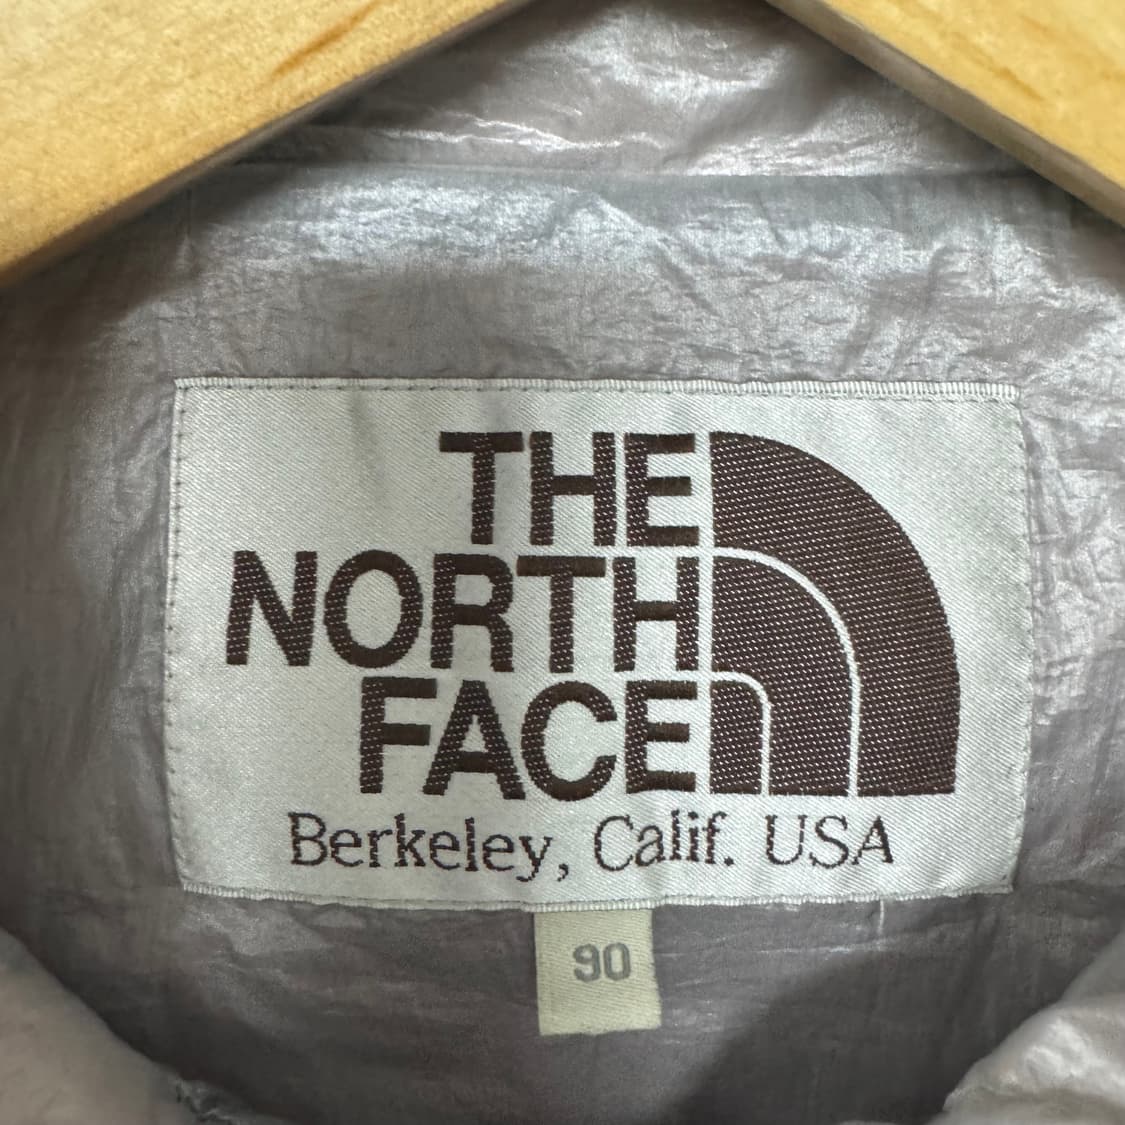 THE
NORTH
FACE
Berkeley, Calif. USA
90